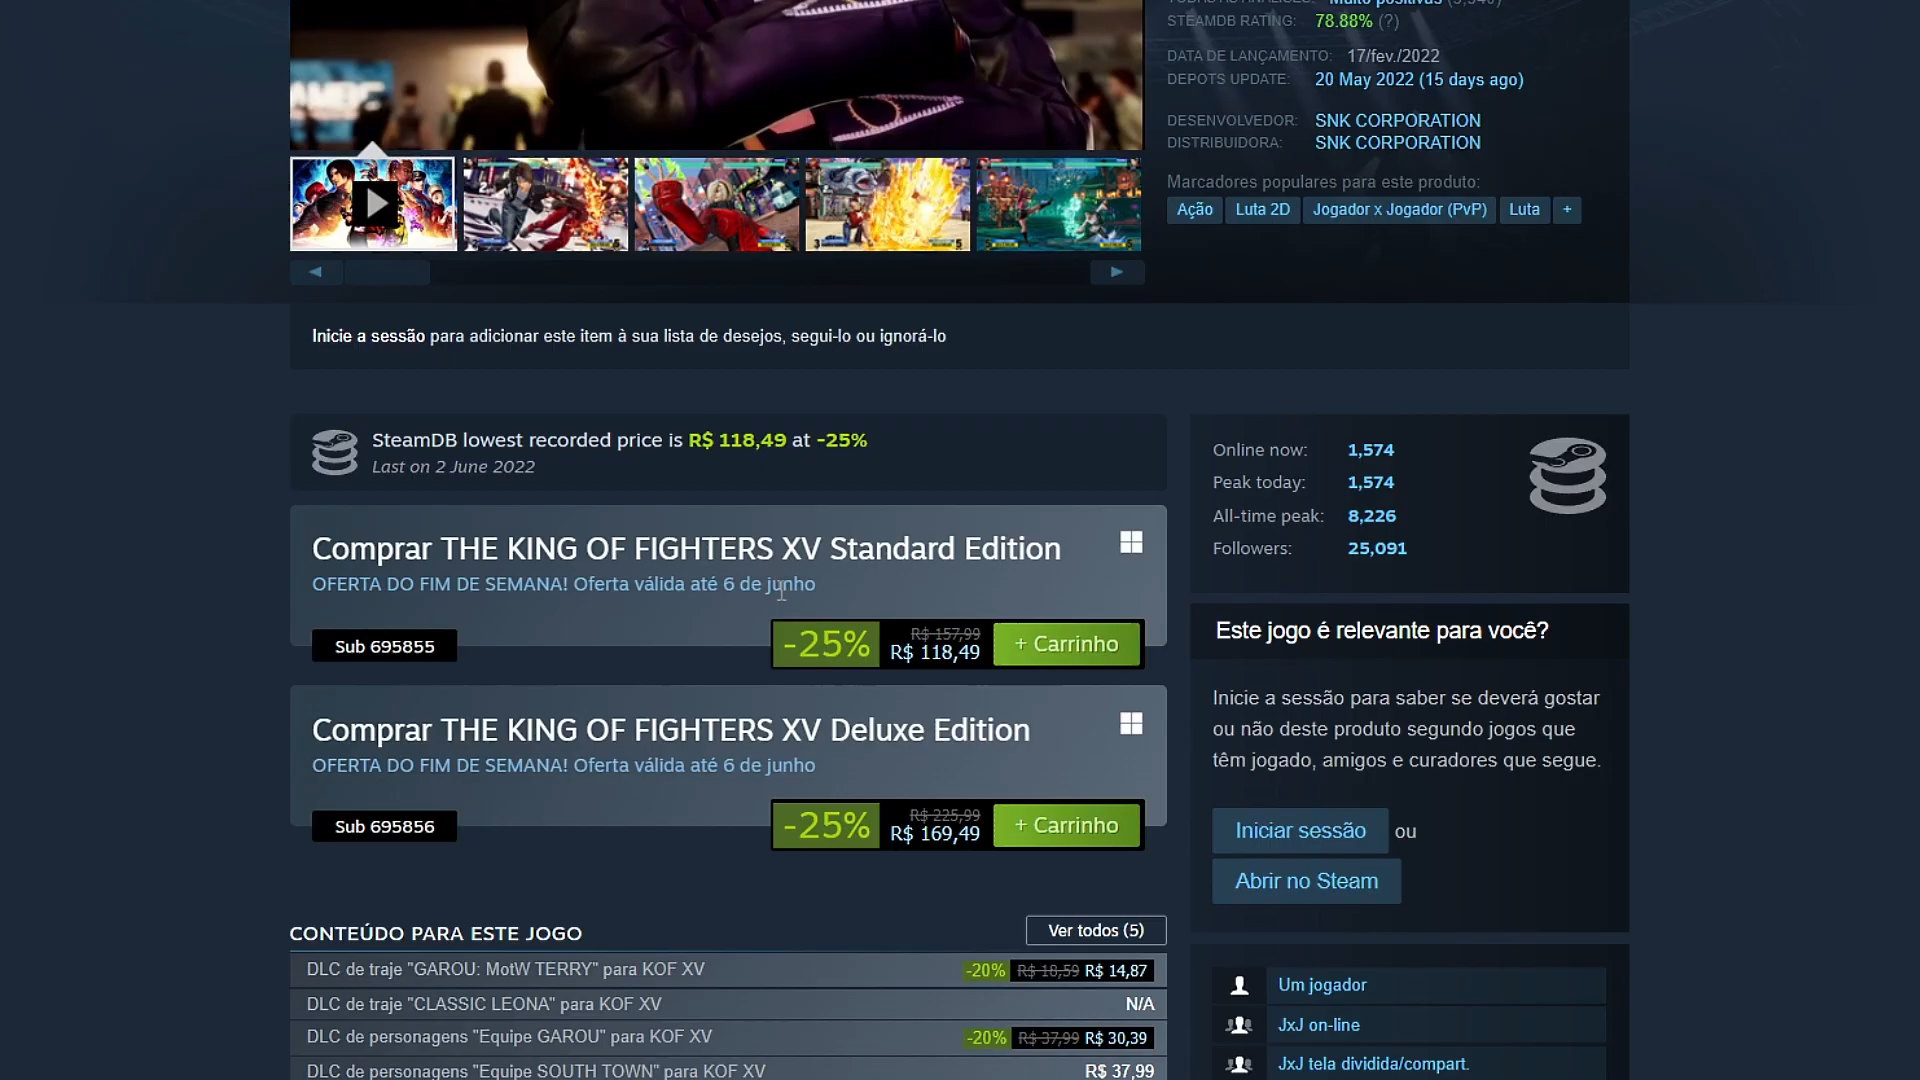 STEAMDB RATING: 78.88% (?)
DATA DE LANÇAMENTO: 17/fev./2022
DEPOTS UPDATE: 20 May 2022 (15 days ago)
DESENVOLVEDOR: SNK CORPORATION
DISTRIBUIDORA: SNK CORPORATION
Marcadores populares para este produto:
Ação Luta 2D Jogador x Jogador (PvP) Luta +
Inicie a sessão para adicionar este item à sua lista de desejos, segui-lo ou ignorá-lo
SteamDB lowest recorded price is R$ 118,49 at -25%
Last on 2 June 2022
Comprar THE KING OF FIGHTERS XV Standard Edition
OFERTA DO FIM DE SEMANA! Oferta válida até 6 de junho
Sub 695855
-25% R$ 157,99 R$ 118,49 + Carrinho
Comprar THE KING OF FIGHTERS XV Deluxe Edition
OFERTA DO FIM DE SEMANA! Oferta válida até 6 de junho
Sub 695856
-25% R$ 225,99 R$ 169,49 + Carrinho
CONTEÚDO PARA ESTE JOGO Ver todos (5)
DLC de traje "GAROU: MotW TERRY" para KOF XV -20% R$ 18,59 R$ 14,87
DLC de traje "CLASSIC LEONA" para KOF XV N/A
DLC de personagens "Equipe GAROU" para KOF XV -20% R$ 37,99 R$ 30,39
DLC de personagens "Equipe SOUTH TOWN" para KOF XV R$ 37,99
Online now: 1,574
Peak today: 1,574
All-time peak: 8,226
Followers: 25,091
Este jogo é relevante para você?
Inicie a sessão para saber se deverá gostar
ou não deste produto segundo jogos que
têm jogado, amigos e curadores que segue.
Iniciar sessão ou
Abrir no Steam
Um jogador
JxJ on-line
JxJ tela dividida/compart.